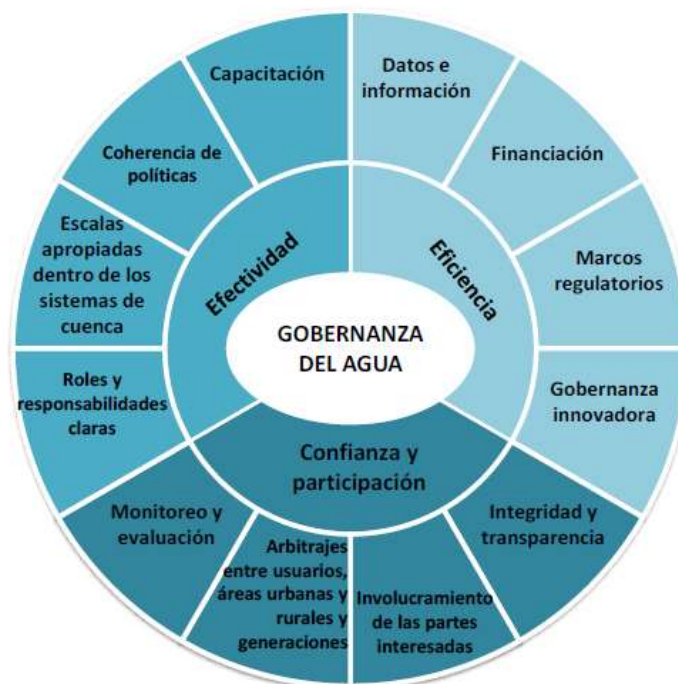 Capacitación
Datos e
información
Coherencia de
políticas
Financiación
Escalas
apropiadas
dentro de los
sistemas de
cuenca
Efectividad
Eficiencia
Marcos
regulatorios
GOBERNANZA
DEL AGUA
Roles y
responsabilidades
claras
Gobernanza
innovadora
Confianza y
participación
Monitoreo y
evaluación
Integridad y
transparencia
Arbitrajes
entre usuarios,
áreas urbanas y
rurales y
generaciones
Involucramiento
de las partes
interesadas